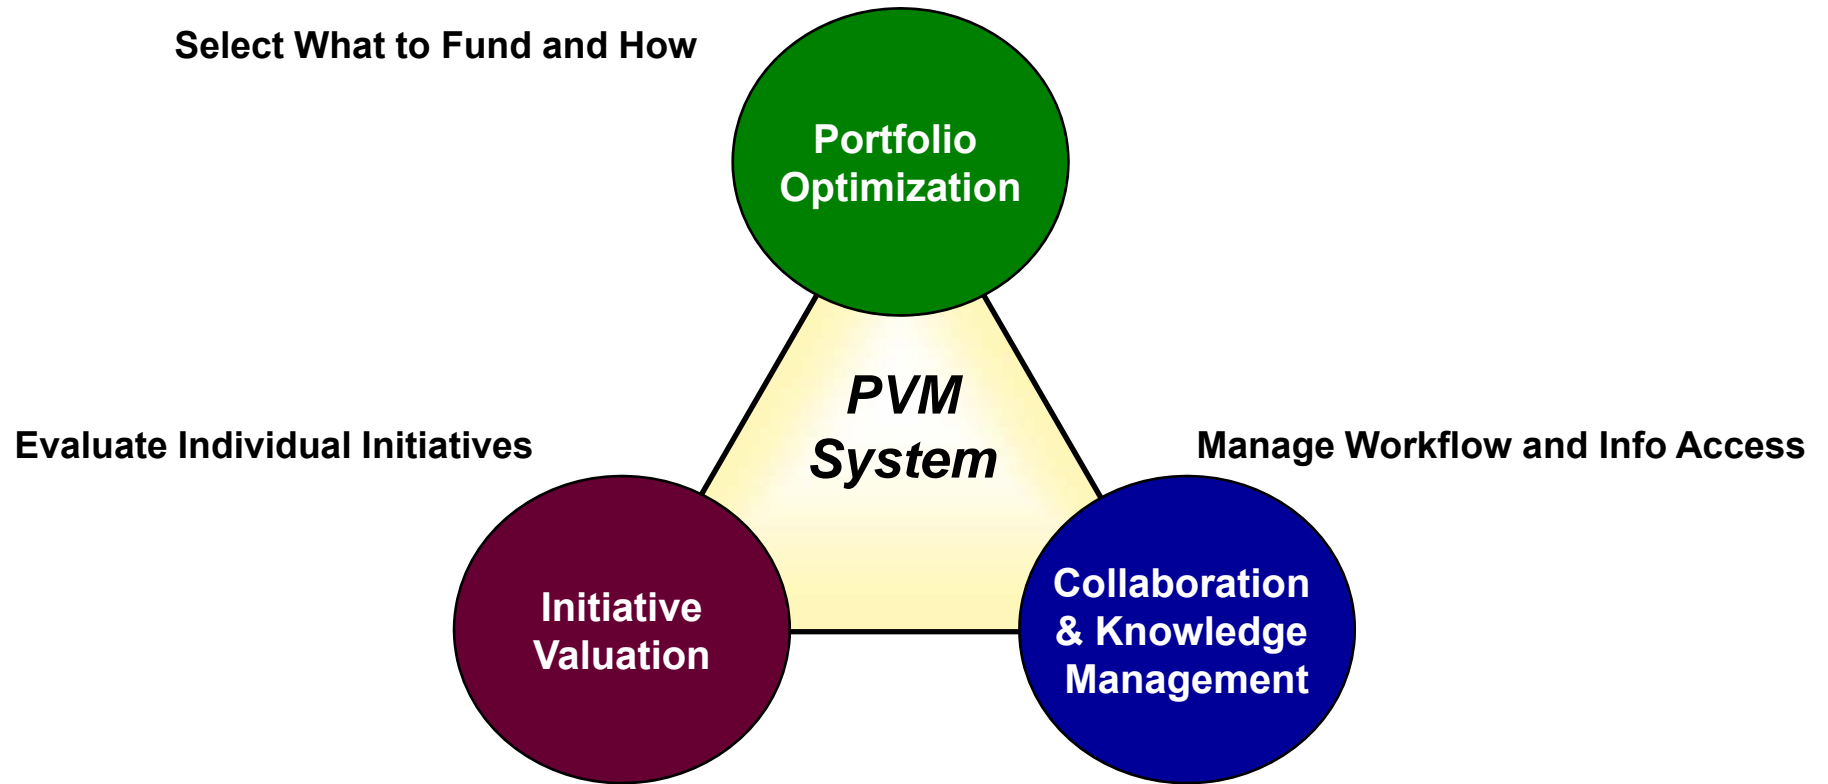 Select What to Fund and How
Portfolio
Optimization
PVM
System
Evaluate Individual Initiatives
Manage Workflow and Info Access
Initiative
Valuation
Collaboration
& Knowledge
Management